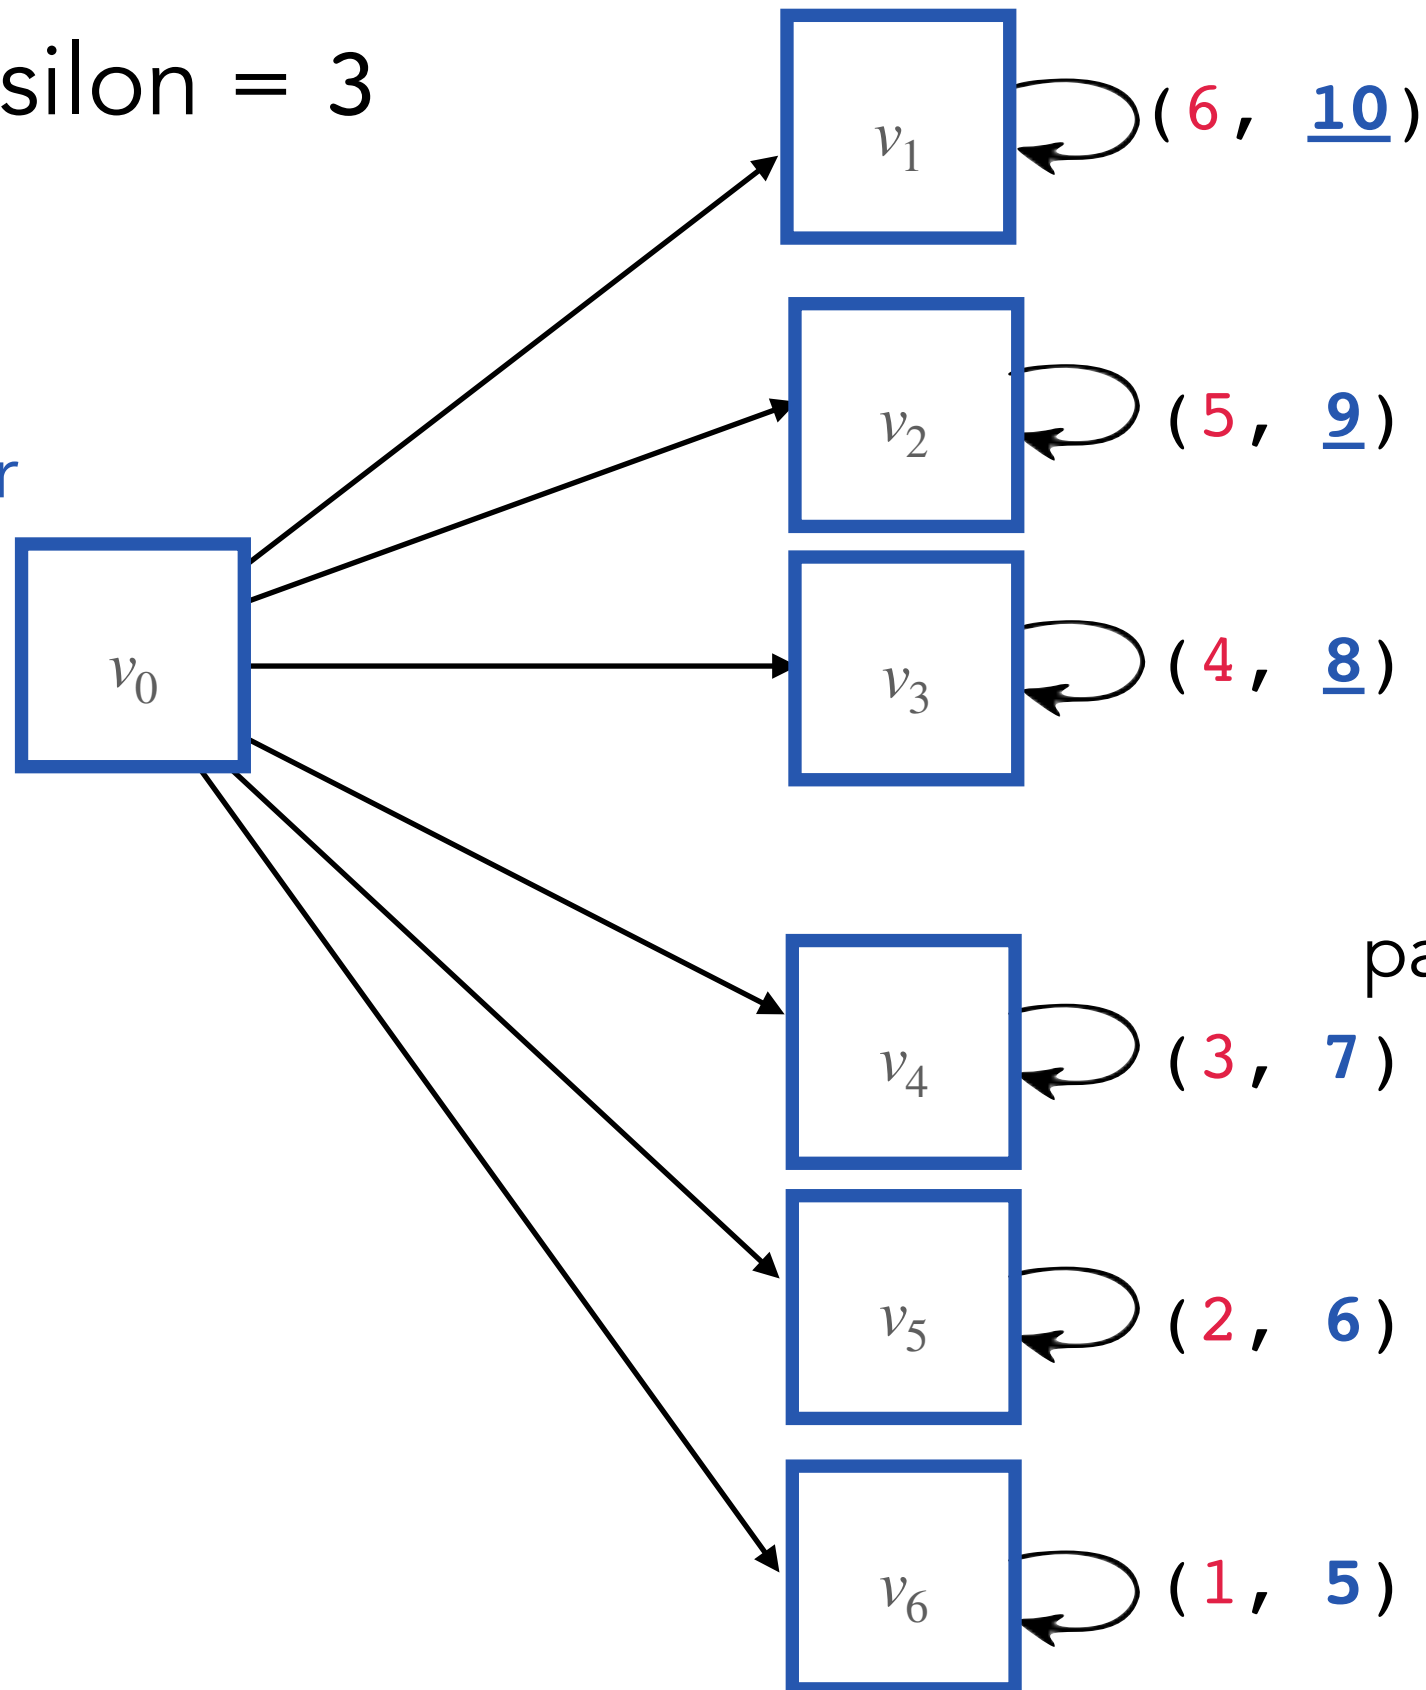 silon = 3
v1
(6, 10)
v2
(5, 9)
r
v3
(4, 8)
v0
pa
v4
(3, 7)
v5
(2, 6)
v6
(1, 5)